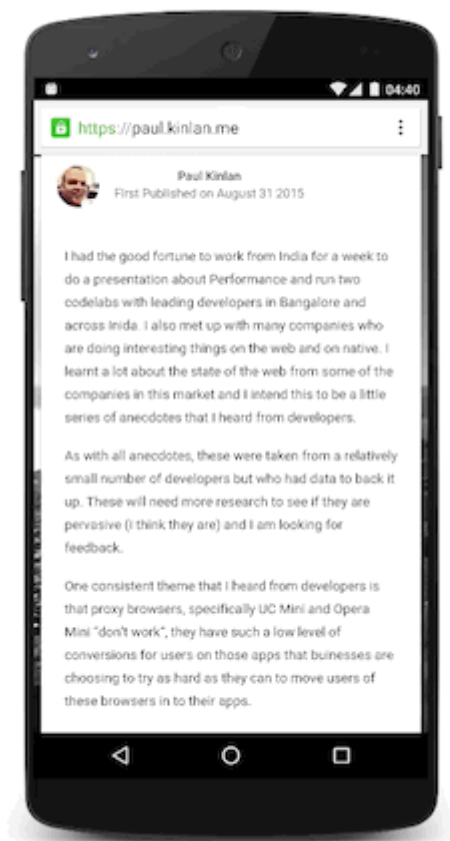 04:40
https://paul.kinlan.me
Paul Kinlan
First Published on August 31 2015
I had the good fortune to work from India for a week to
do a presentation about Performance and run two
codelabs with leading developers in Bangalore and
across Inida. I also met up with many companies who
are doing interesting things on the web and on native. I
learnt a lot about the state of the web from some of the
companies in this market and I intend this to be a little
series of anecdotes that I heard from developers.
As with all anecdotes, these were taken from a relatively
small number of developers but who had data to back it
up. These will need more research to see if they are
pervasive (I think they are) and I am looking for
feedback.
One consistent theme that I heard from developers is
that proxy browsers, specifically UC Mini and Opera
Mini "don't work", they have such a low level of
conversions for users on those apps that buinesses are
choosing to try as hard as they can to move users of
these browsers in to their apps.